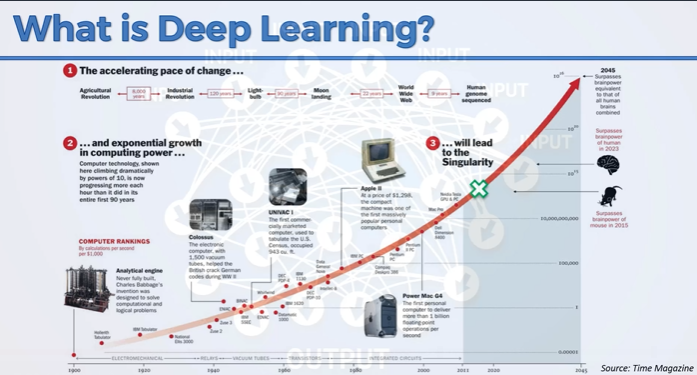 What is Deep Learning?
INPUT
INPUT
INPUT
INPUT
INPUT
1 The accelerating pace of change ...
Agricultural
Revolution
8,000
years
Industrial
Revolution
120 years
Light-
bulb
90 years
Moon
landing
22 years
World
Wide
Web
9 years
Human
genome
sequenced
2 ... and exponential growth
in computing power ...
Computer technology, shown
here climbing dramatically
by powers of 10, is now
progressing more each
hour than it did in its
entire first 90 years
3 ... will lead
to the
Singularity
2045
Surpasses
brainpower
equivalent
to that of
all human
brains
combined
Surpasses
brainpower
of human
in 2023
Surpasses
brainpower of
mouse in 2015
COMPUTER RANKINGS
By calculations per second
per $1,000
Analytical engine
Never fully built,
Charles Babbage's
invention was
designed to solve
computational and
logical problems
Colossus
The electronic
computer, with
1,500 vacuum
tubes, helped the
British crack German
codes during WW II
UNIVAC I
The first commer-
cially marketed
computer, used to
tabulate the U.S.
Census, occupied
943 cu. ft.
Apple II
At a price of $1,298,
the compact
machine was one of
the first massively
popular personal
computers
Power Mac G4
The first personal
computer to deliver
more than 1 billion
floating-point
operations per
second
10,000,000,000
100,000
1
0.00001
ELECTROMECHANICAL
RELAYS
VACUUM TUBES
TRANSISTORS
INTEGRATED CIRCUITS
OUTPUT
1900
1920
1940
1960
1980
2000
2011
2020
2045
Source: Time Magazine